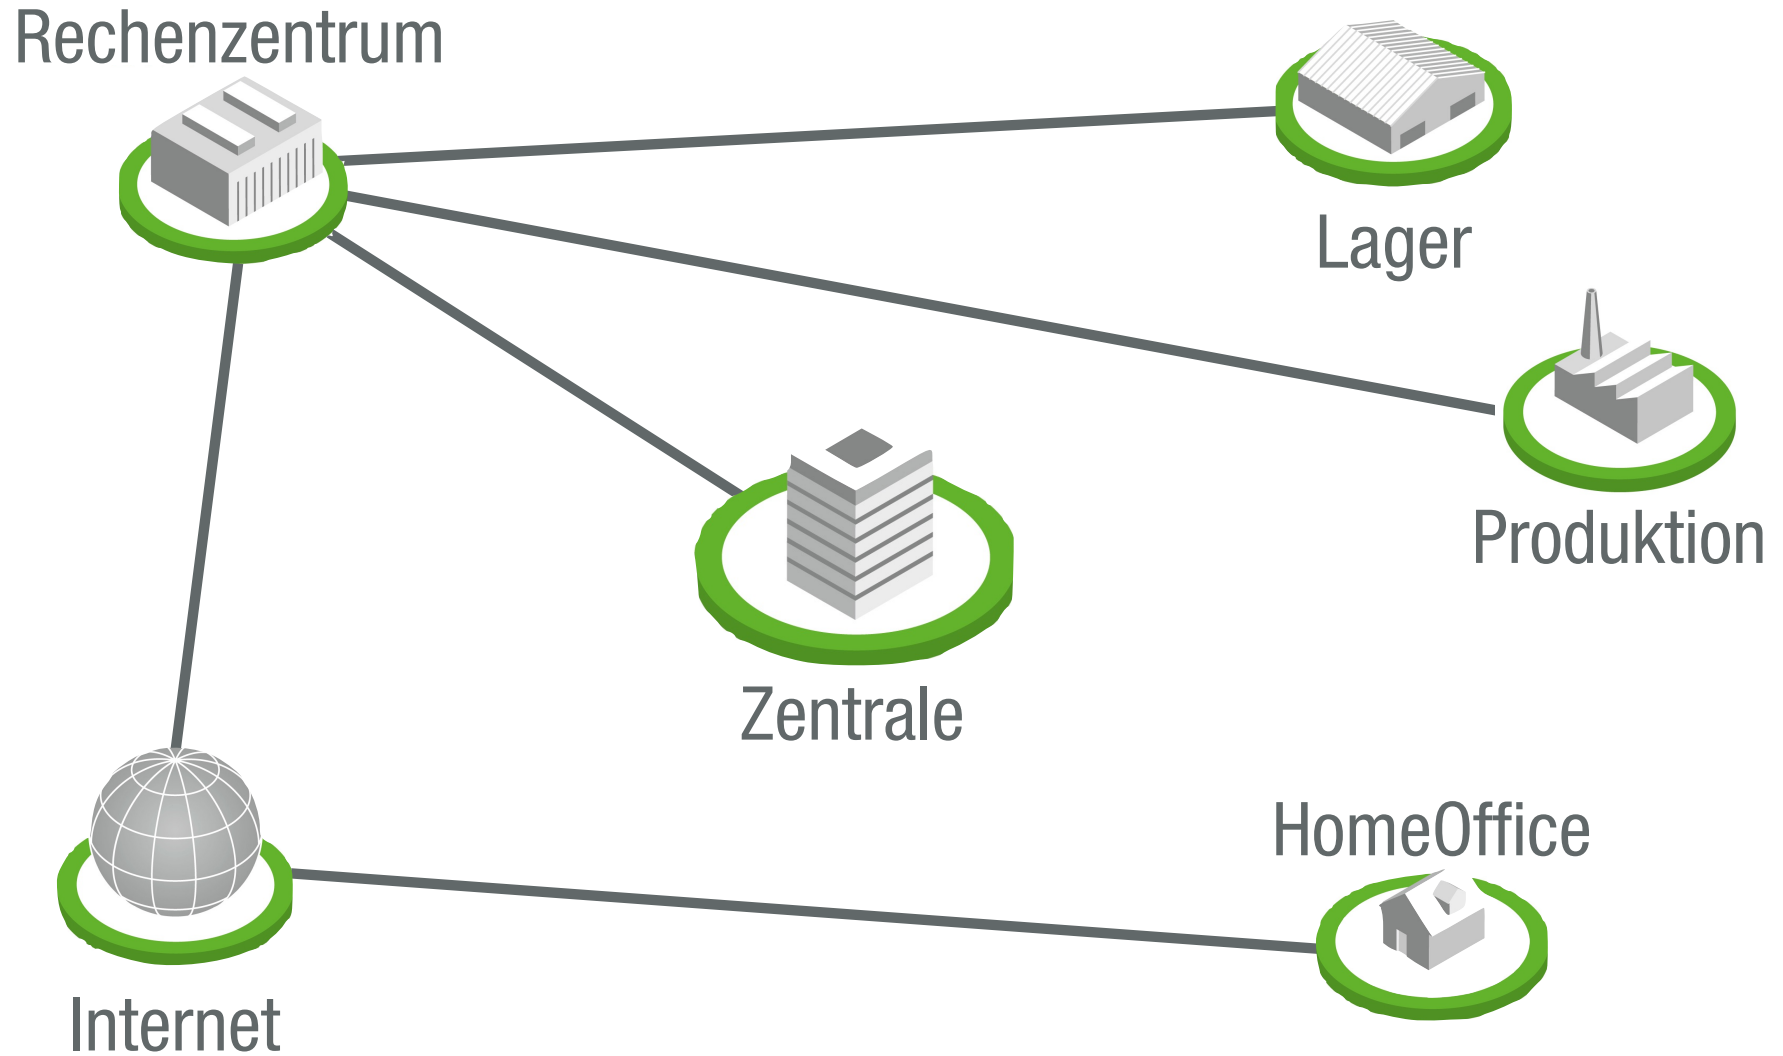 Rechenzentrum
Lager
Produktion
Zentrale
HomeOffice
Internet